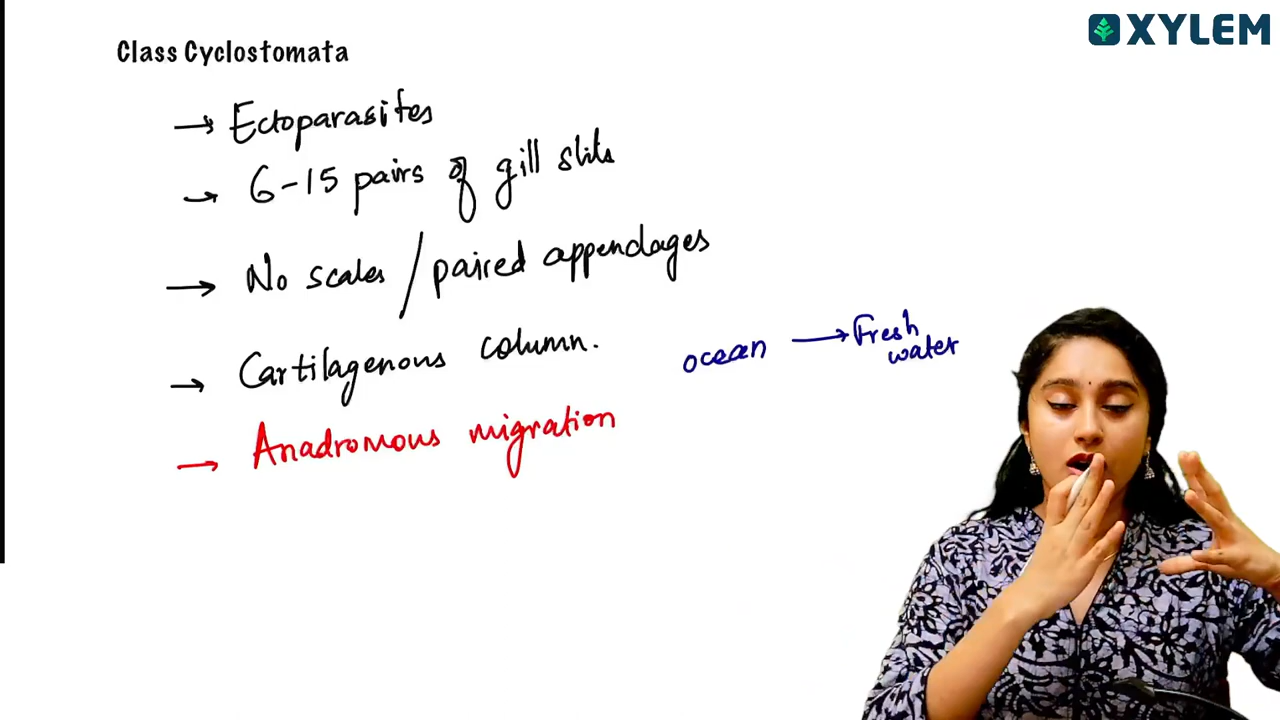 XYLEM
Class Cyclostomata
→ Ectoparasites
→ 6-15 pairs of gill slits
→ No scales / paired appendages
→ Cartilagenous column.
ocean → Fresh water
→ Anadromous migration